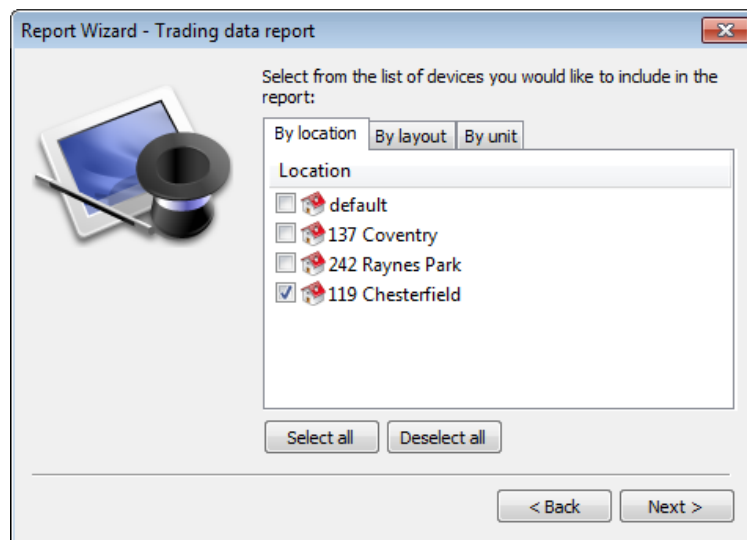 Report Wizard - Trading data report
Select from the list of devices you would like to include in the
report:
By location By layout By unit
Location
default
137 Coventry
242 Raynes Park
119 Chesterfield
Select all Deselect all
< Back Next >